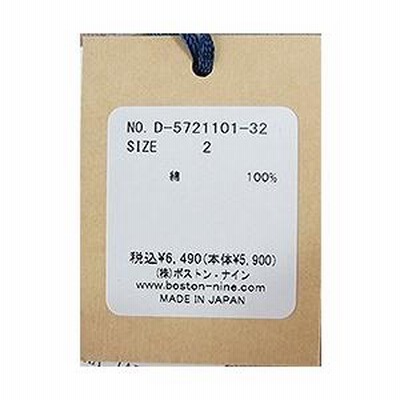 NO. D-5721101-32
SIZE 2
綿 100%
税込¥6,490(本体¥5,900)
(株)ボストン・ナイン
www.boston-nine.com
MADE IN JAPAN